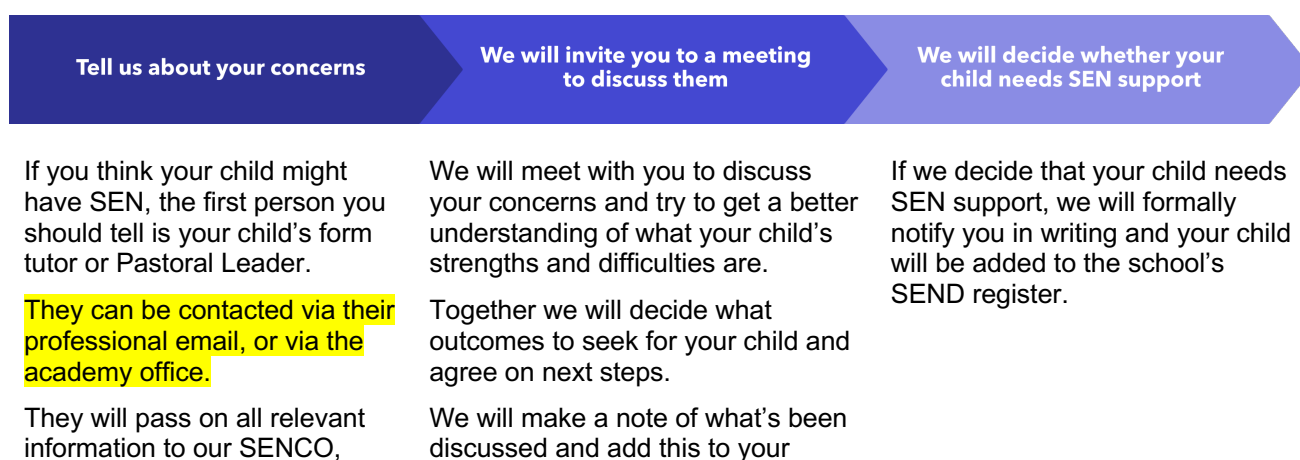 Tell us about your concerns
We will invite you to a meeting
to discuss them
We will decide whether your
child needs SEN support
If you think your child might
have SEN, the first person you
should tell is your child’s form
tutor or Pastoral Leader.
They can be contacted via their
professional email, or via the
academy office.
They will pass on all relevant
information to our SENCO,
We will meet with you to discuss
your concerns and try to get a better
understanding of what your child’s
strengths and difficulties are.
Together we will decide what
outcomes to seek for your child and
agree on next steps.
We will make a note of what’s been
discussed and add this to your
If we decide that your child needs
SEN support, we will formally
notify you in writing and your child
will be added to the school’s
SEND register.